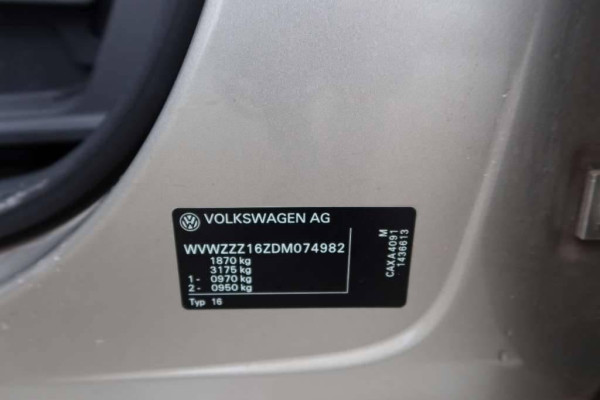 VOLKSWAGEN AG
WVWZZZ16ZDM074982
1870 kg
3175 kg
1 - 0970 kg
2 - 0950 kg
Typ 16
M
CAXA4091
1436613